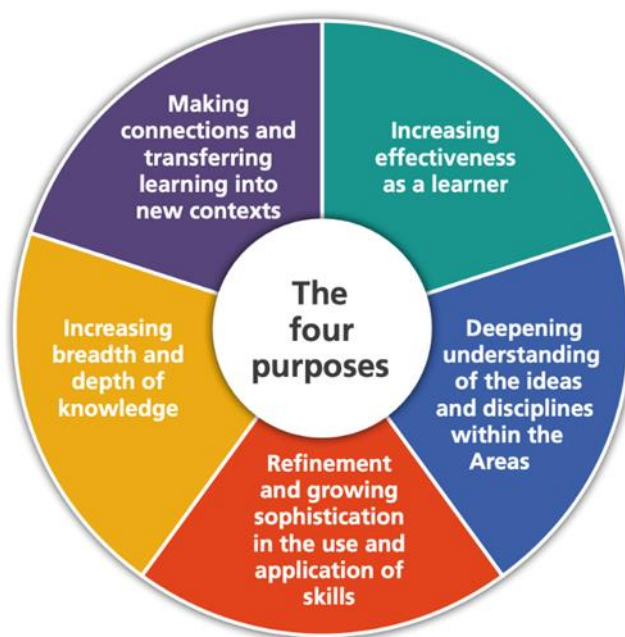 Making
connections and
transferring
learning into
new contexts
Increasing
effectiveness
as a learner
The
four
purposes
Increasing
breadth and
depth of
knowledge
Deepening
understanding
of the ideas
and disciplines
within the
Areas
Refinement
and growing
sophistication
in the use and
application of
skills